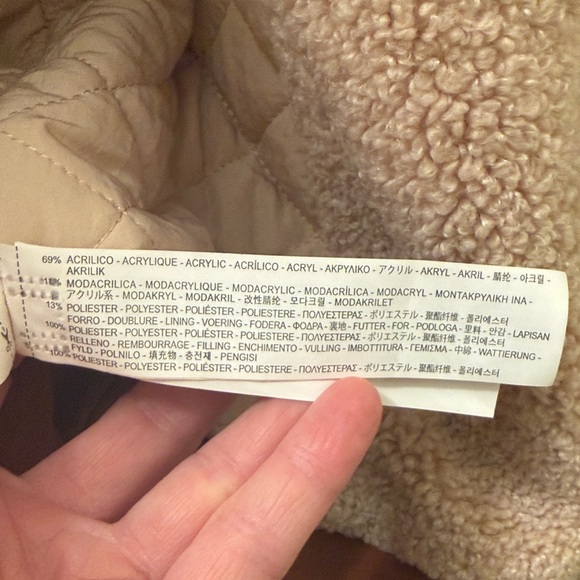 69% ACRILICO - ACRYLIQUE - ACRYLIC - ACRÍLICO - ACRYL - ΑΚΡΥΛΙΚΟ - アクリル - AKRYL - AKRIL - 腈纶 - 아크릴 -
AKRILIK
18% MODACRILICA - MODACRYLIQUE - MODACRYLIC - MODACRÍLICA - MODACRYL - ΜΟΝΤΑΚΡΥΛΙΚΗ ΙΝΑ -
アクリル系 - MODAKRYL - MODAKRIL - 改性腈纶 - 모다크릴 - MODAKRILET
13% POLIESTER - POLYESTER - POLIÉSTER - POLIESTERE - ΠΟΛΥΕΣΤΕΡΑΣ - ポリエステル - 聚酯纤维 - 폴리에스터
FORRO - DOUBLURE - LINING - VOERING - FODERA - ΦΟΔΡΑ - 裏地 - FUTTER - FOR - PODLOGA - 里料 - 안감 - LAPISAN
100% POLIESTER - POLYESTER - POLIÉSTER - POLIESTERE - ΠΟΛΥΕΣΤΕΡΑΣ - ポリエステル - 聚酯纤维 - 폴리에스터
RELLENO - REMBOURRAGE - FILLING - ENCHIMENTO - VULLING - IMBOTTITURA - ΓΕΜΙΣΜΑ - 中綿 - WATTIERUNG -
FYLD - POLNILO - 填充物 - 충전재 - PENGISI
100% POLIESTER - POLYESTER - POLIÉSTER - POLIESTERE - ΠΟΛΥΕΣΤΕΡΑΣ - ポリエステル - 聚酯纤维 - 폴리에스터